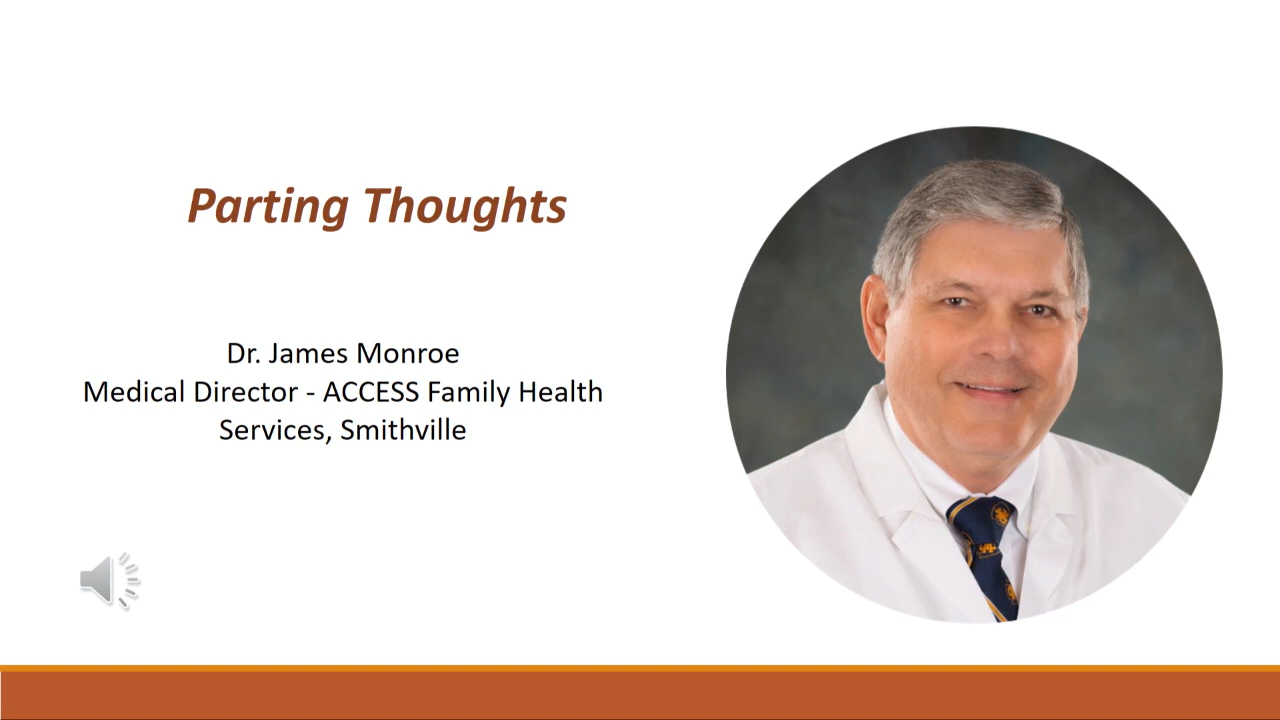 Parting Thoughts
Dr. James Monroe
Medical Director - ACCESS Family Health
Services, Smithville